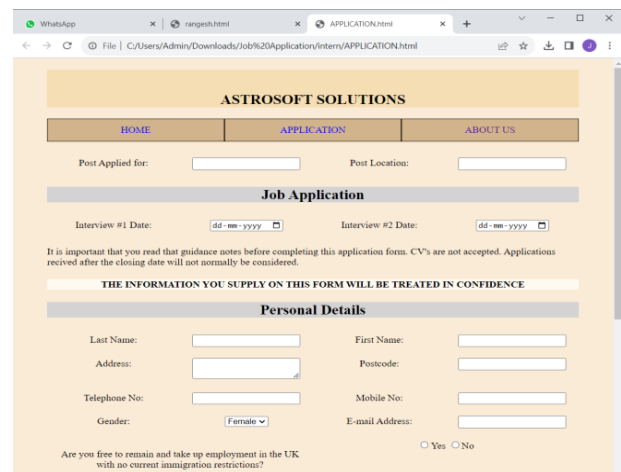 WhatsApp rangesh.html APPLICATION.html
File C:/Users/Admin/Downloads/Job%20Application/intern/APPLICATION.html J
ASTROSOFT SOLUTIONS
HOME APPLICATION ABOUT US
Post Applied for: Post Location:
Job Application
Interview #1 Date: dd-mm-yyyy Interview #2 Date: dd-mm-yyyy
It is important that you read that guidance notes before completing this application form. CV's are not accepted. Applications
recived after the closing date will not normally be considered.
THE INFORMATION YOU SUPPLY ON THIS FORM WILL BE TREATED IN CONFIDENCE
Personal Details
Last Name: First Name:
Address: Postcode:
Telephone No: Mobile No:
Gender: Female E-mail Address:
Yes No
Are you free to remain and take up employment in the UK
with no current immigration restrictions?